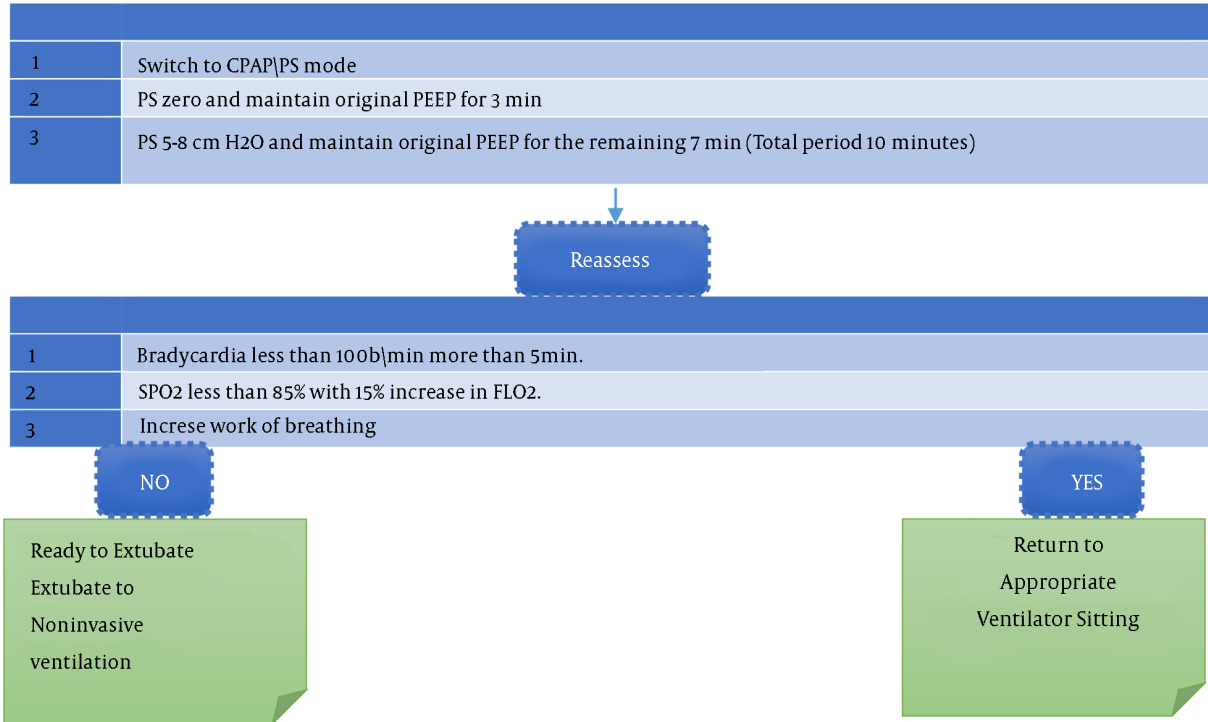 1 Switch to CPAP\PS mode
2 PS zero and maintain original PEEP for 3 min
3 PS 5-8 cm H2O and maintain original PEEP for the remaining 7 min (Total period 10 minutes)
Reassess
1 Bradycardia less than 100b\min more than 5min.
2 SPO2 less than 85% with 15% increase in FLO2.
3 Increse work of breathing
NO
YES
Ready to Extubate
Extubate to
Noninvasive
ventilation
Return to
Appropriate
Ventilator Sitting